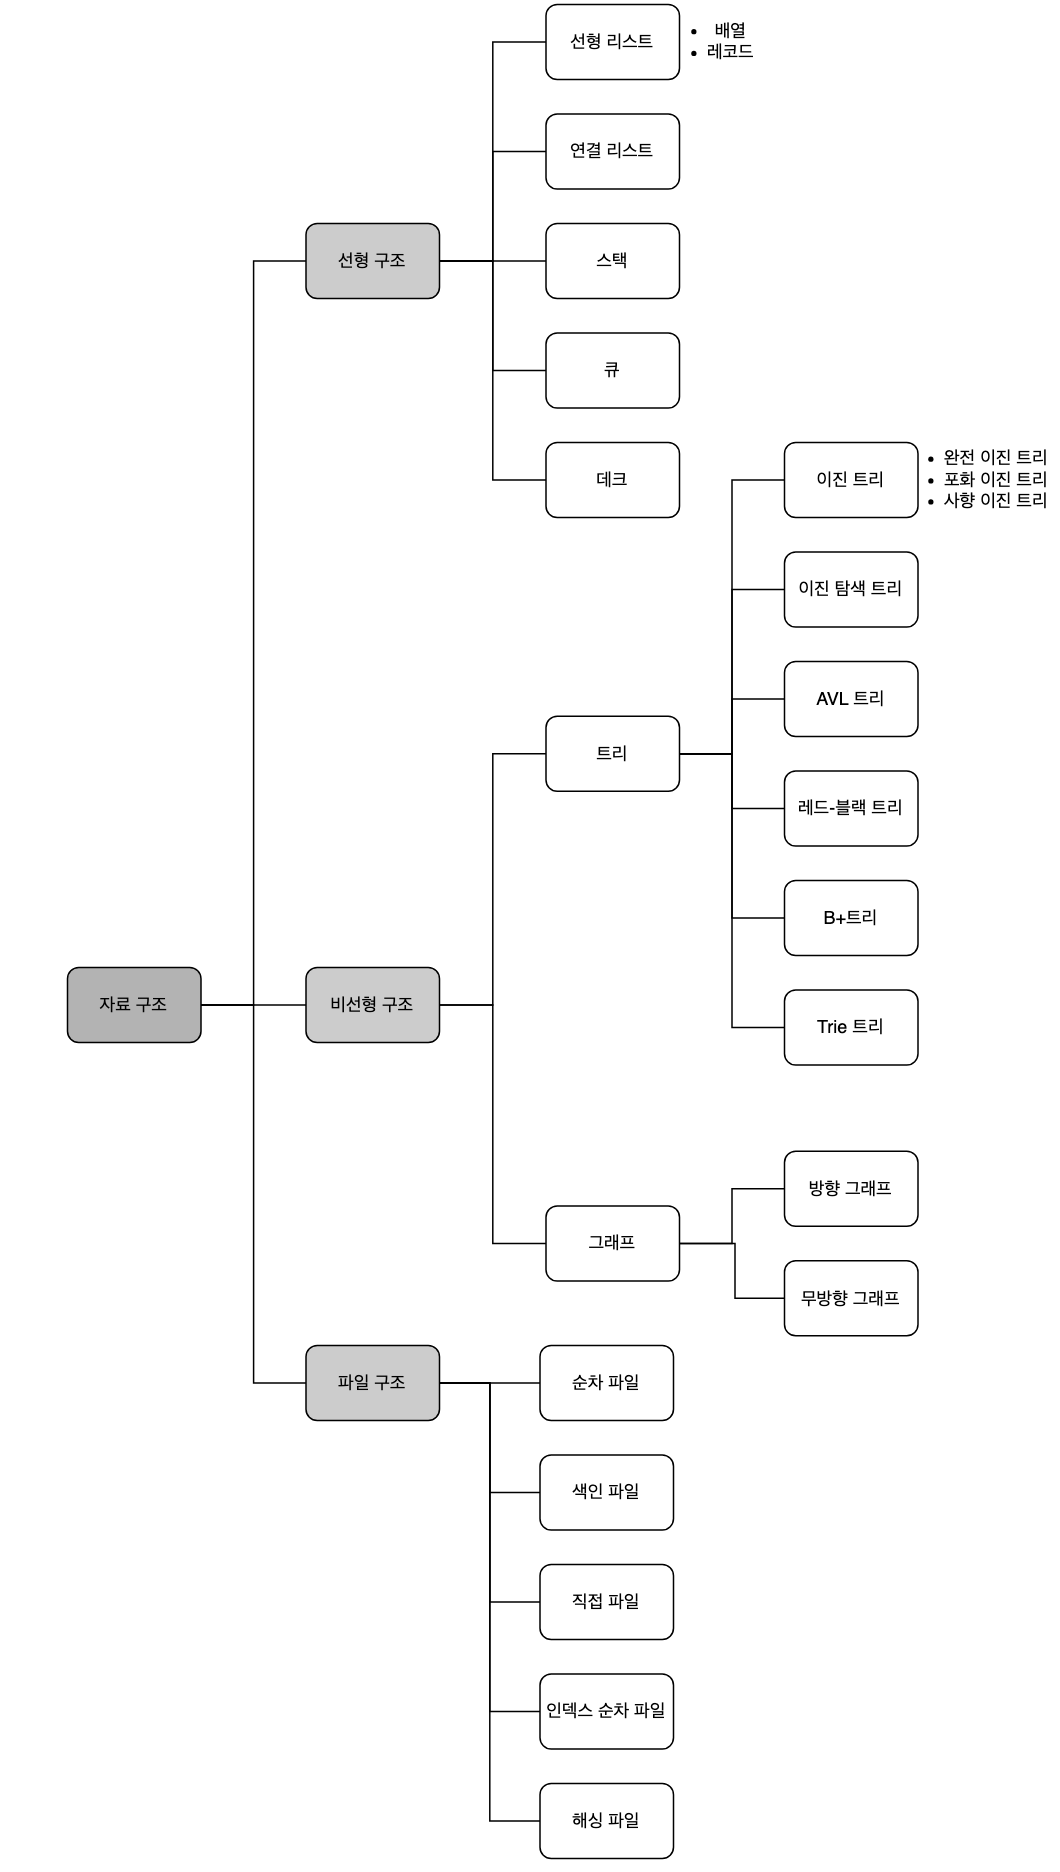 선형 리스트
배열
레코드
연결 리스트
선형 구조
스택
큐
데크
이진 트리
완전 이진 트리
포화 이진 트리
사향 이진 트리
이진 탐색 트리
AVL 트리
트리
레드-블랙 트리
B+트리
자료 구조
비선형 구조
Trie 트리
방향 그래프
그래프
무방향 그래프
파일 구조
순차 파일
색인 파일
직접 파일
인덱스 순차 파일
해싱 파일